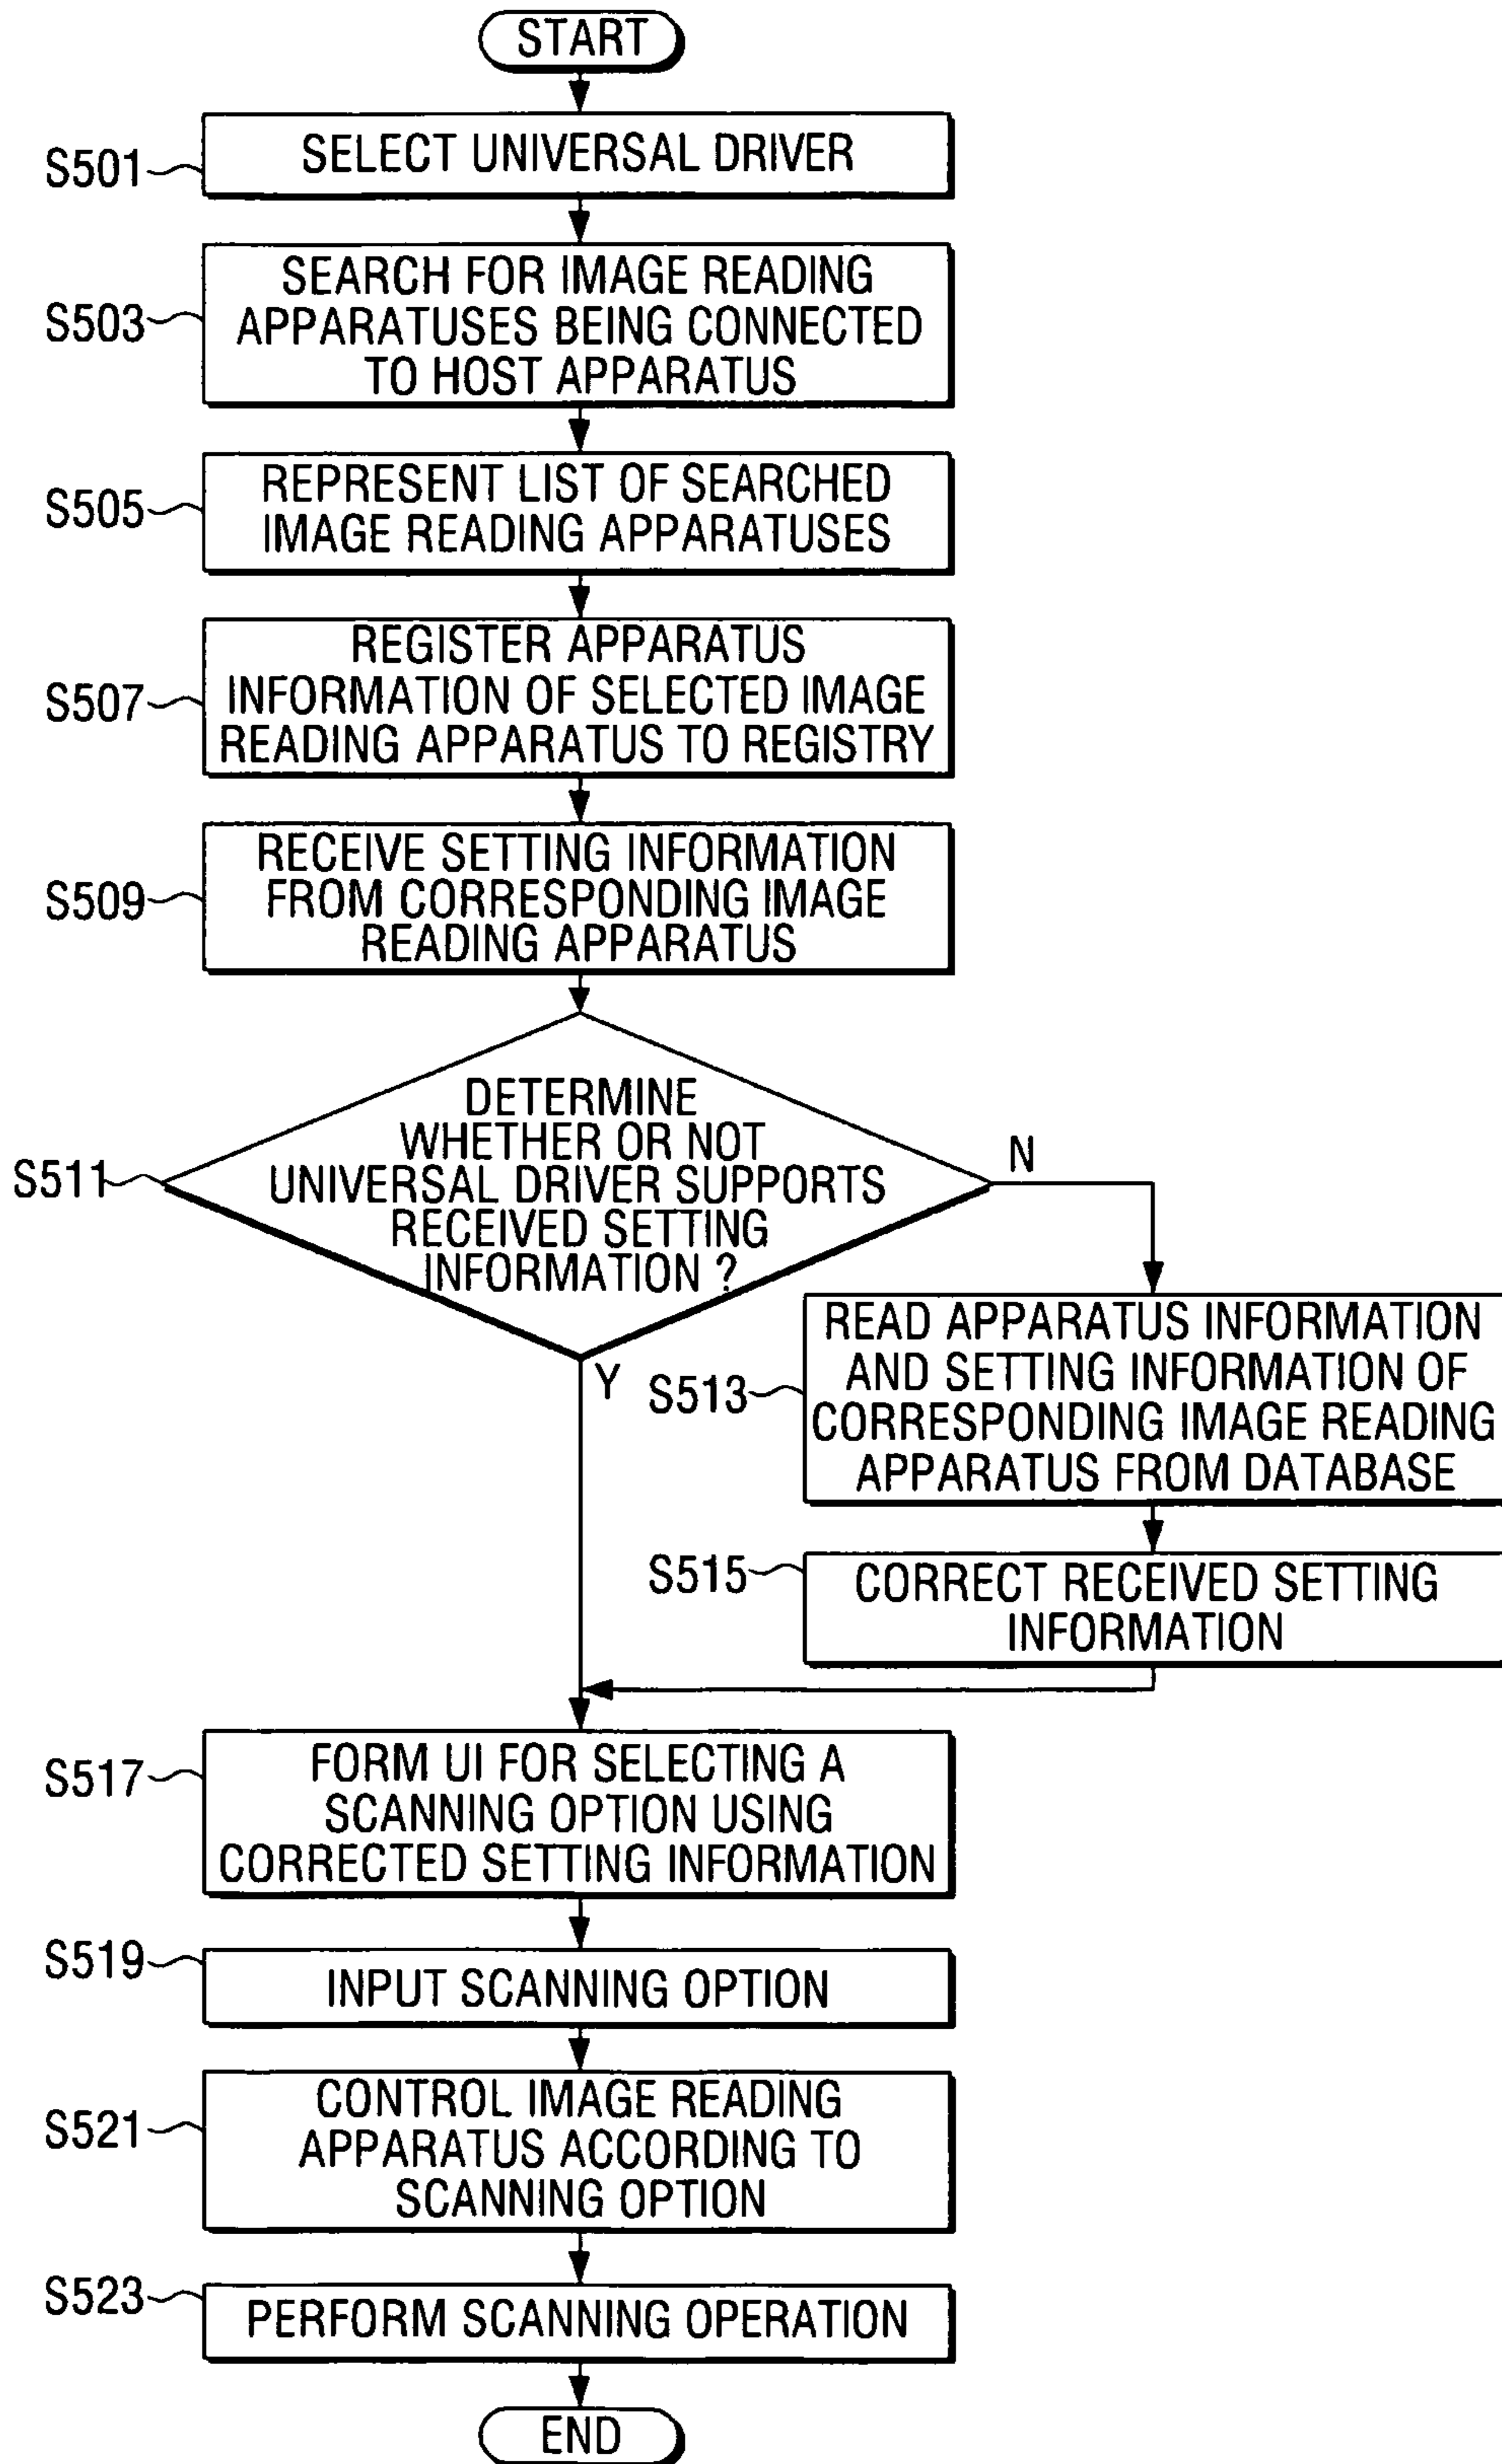 START
S501
SELECT UNIVERSAL DRIVER
S503
SEARCH FOR IMAGE READING
APPARATUSES BEING CONNECTED
TO HOST APPARATUS
S505
REPRESENT LIST OF SEARCHED
IMAGE READING APPARATUSES
S507
REGISTER APPARATUS
INFORMATION OF SELECTED IMAGE
READING APPARATUS TO REGISTRY
S509
RECEIVE SETTING INFORMATION
FROM CORRESPONDING IMAGE
READING APPARATUS
S511
DETERMINE
WHETHER OR NOT
UNIVERSAL DRIVER SUPPORTS
RECEIVED SETTING
INFORMATION ?
N
Y
S513
READ APPARATUS INFORMATION
AND SETTING INFORMATION OF
CORRESPONDING IMAGE READING
APPARATUS FROM DATABASE
S515
CORRECT RECEIVED SETTING
INFORMATION
S517
FORM UI FOR SELECTING A
SCANNING OPTION USING
CORRECTED SETTING INFORMATION
S519
INPUT SCANNING OPTION
S521
CONTROL IMAGE READING
APPARATUS ACCORDING TO
SCANNING OPTION
S523
PERFORM SCANNING OPERATION
END